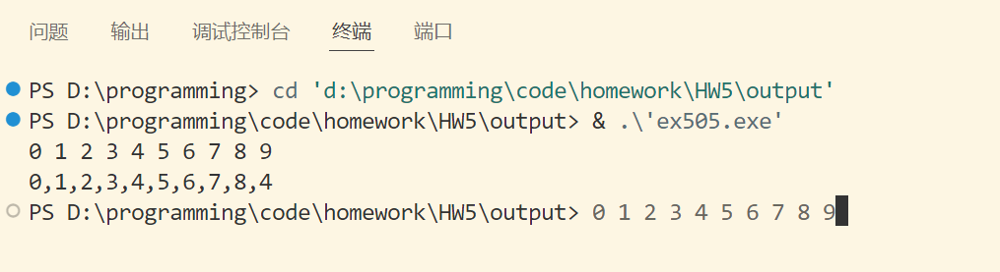 问题 输出 调试控制台 终端 端口
PS D:\programming> cd 'd:\programming\code\homework\HW5\output'
PS D:\programming\code\homework\HW5\output> & .\'ex505.exe'
0 1 2 3 4 5 6 7 8 9
0,1,2,3,4,5,6,7,8,4
PS D:\programming\code\homework\HW5\output> 0 1 2 3 4 5 6 7 8 9